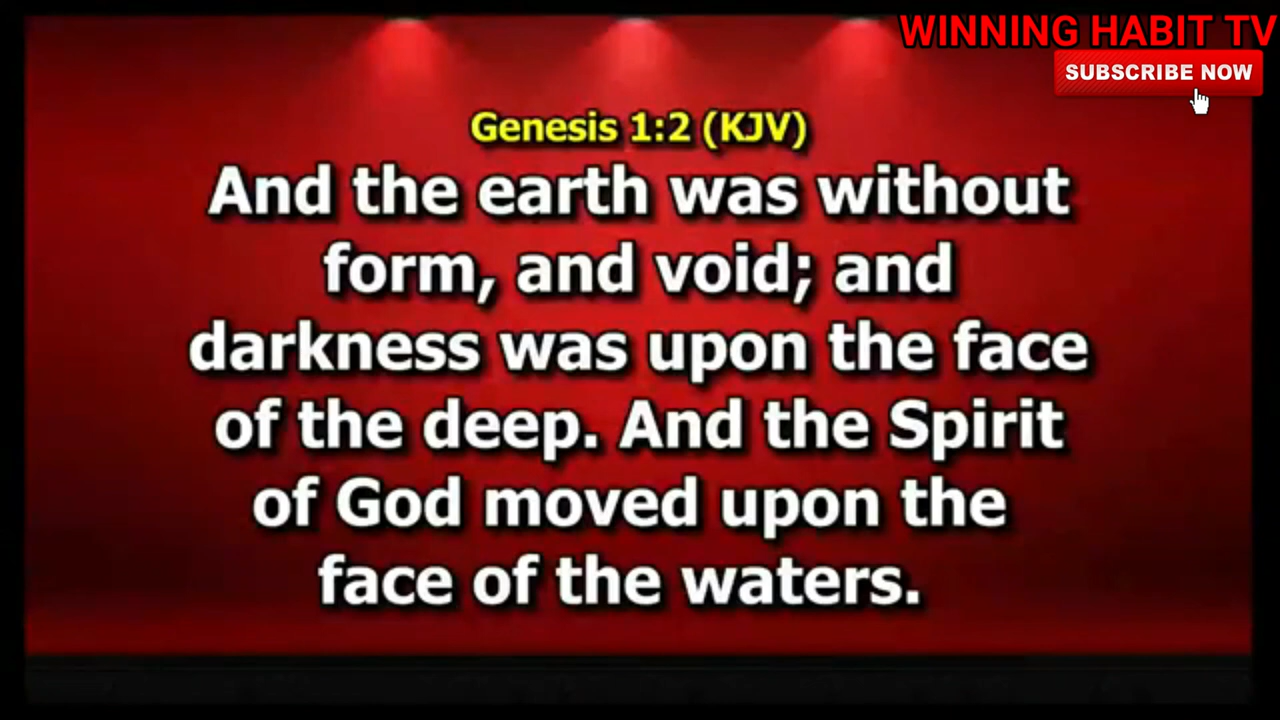 WINNING HABIT TV
SUBSCRIBE NOW
Genesis 1:2 (KJV)
And the earth was without
form, and void; and
darkness was upon the face
of the deep. And the Spirit
of God moved upon the
face of the waters.